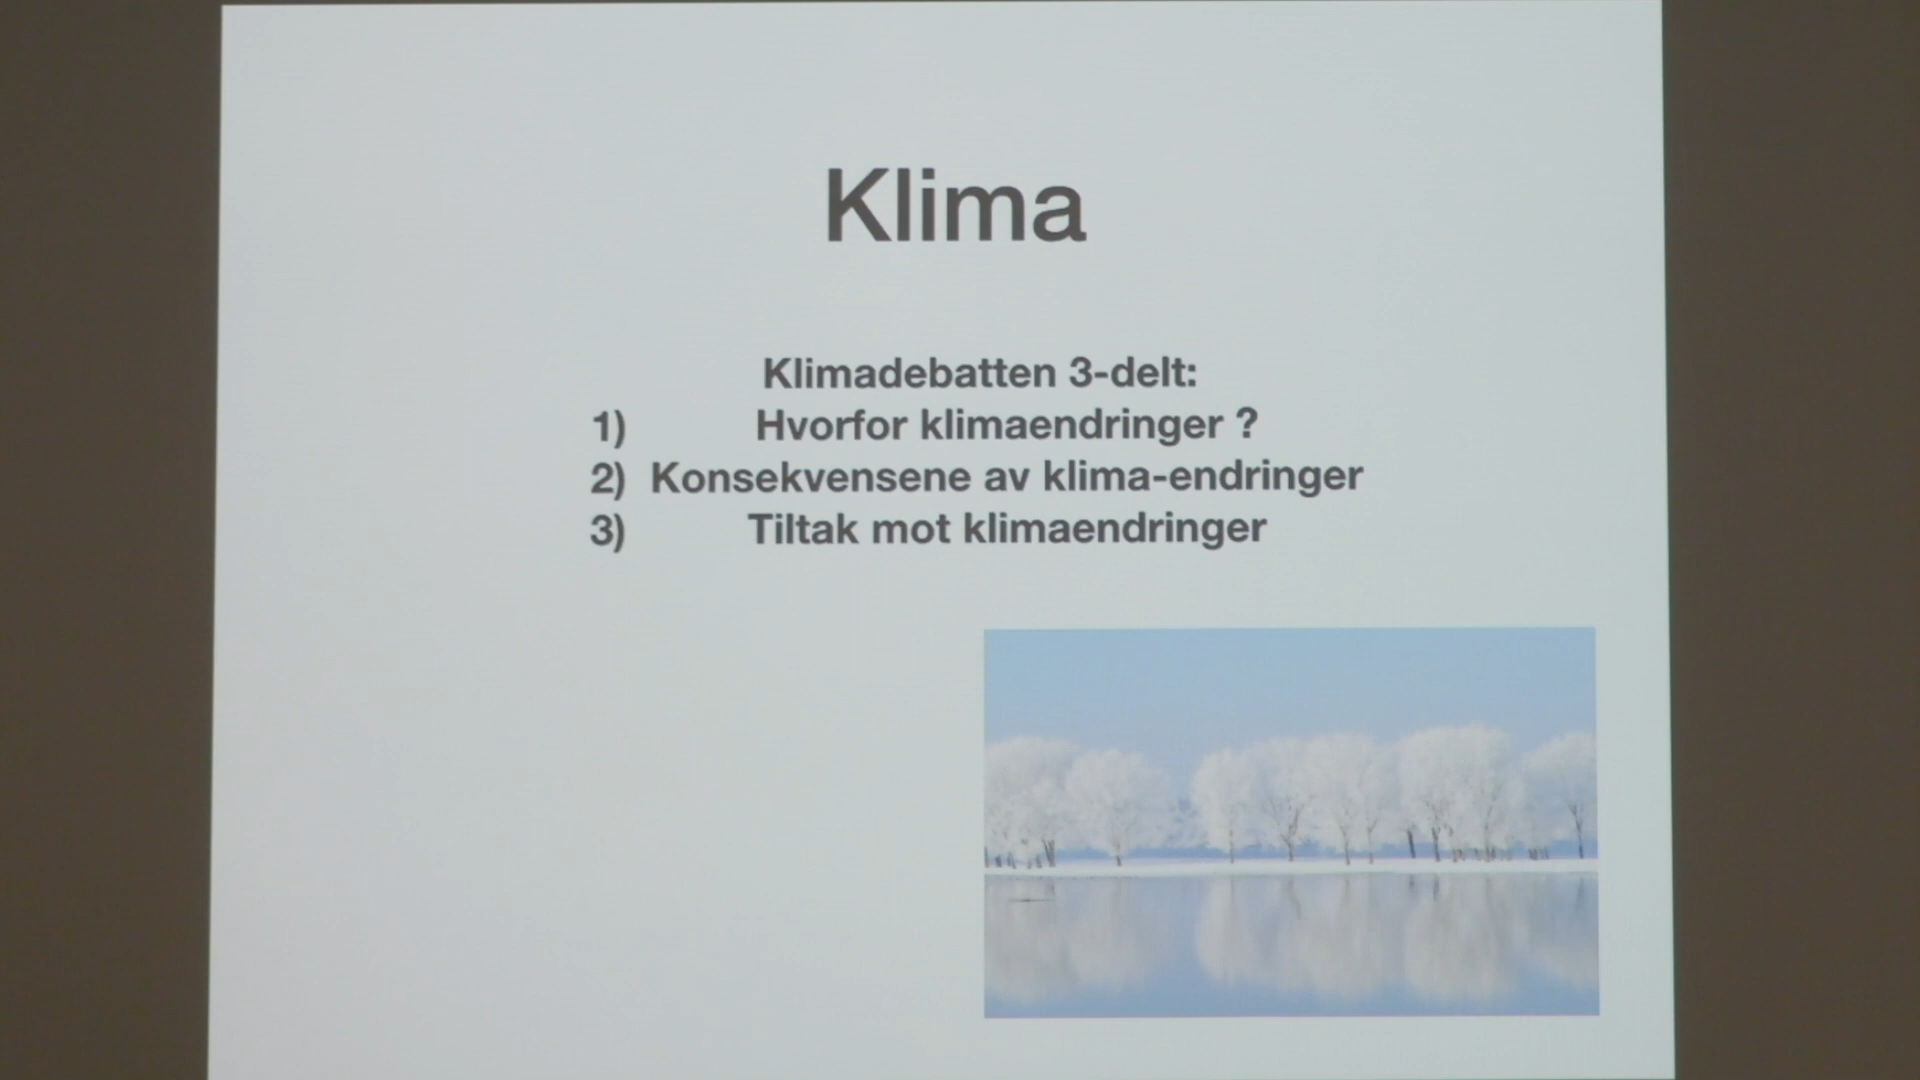 Klima
Klimadebatten 3-delt:
1) Hvorfor klimaendringer ?
2) Konsekvensene av klima-endringer
3) Tiltak mot klimaendringer